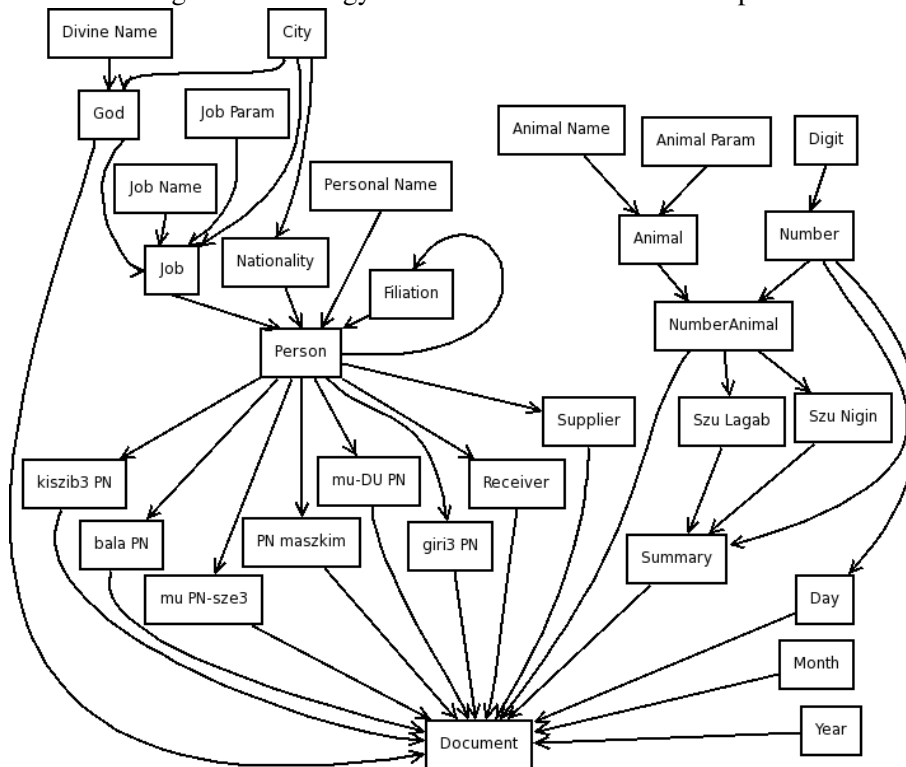 Divine Name
City
God
Job Param
Animal Name
Animal Param
Digit
Job Name
Personal Name
Job
Nationality
Filiation
Animal
Number
Person
NumberAnimal
Supplier
Szu Lagab
Szu Nigin
kiszib3 PN
mu-DU PN
Receiver
bala PN
PN maszkim
giri3 PN
Summary
mu PN-sze3
Day
Month
Year
Document